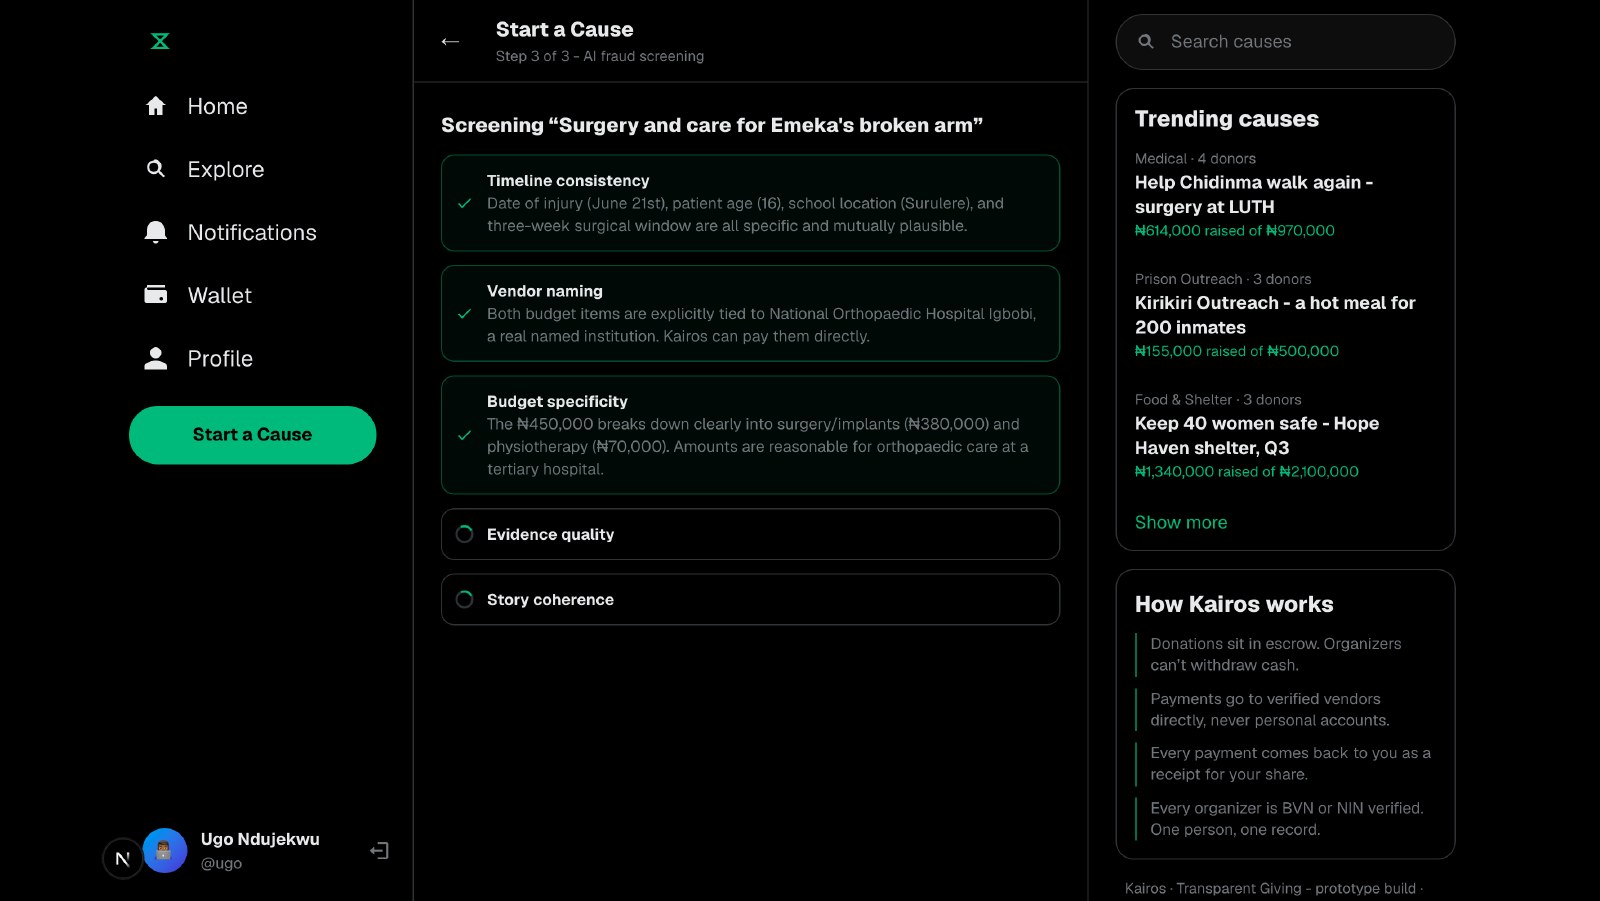 Home
Explore
Notifications
Wallet
Profile
Start a Cause
N
Ugo Ndujekwu
@ugo
←
Start a Cause
Step 3 of 3 - AI fraud screening
Screening “Surgery and care for Emeka's broken arm”
Timeline consistency
Date of injury (June 21st), patient age (16), school location (Surulere), and
three-week surgical window are all specific and mutually plausible.
Vendor naming
Both budget items are explicitly tied to National Orthopaedic Hospital Igbobi,
a real named institution. Kairos can pay them directly.
Budget specificity
The ₦450,000 breaks down clearly into surgery/implants (₦380,000) and
physiotherapy (₦70,000). Amounts are reasonable for orthopaedic care at a
tertiary hospital.
Evidence quality
Story coherence
Search causes
Trending causes
Medical · 4 donors
Help Chidinma walk again -
surgery at LUTH
₦614,000 raised of ₦970,000
Prison Outreach · 3 donors
Kirikiri Outreach - a hot meal for
200 inmates
₦155,000 raised of ₦500,000
Food & Shelter · 3 donors
Keep 40 women safe - Hope
Haven shelter, Q3
₦1,340,000 raised of ₦2,100,000
Show more
How Kairos works
Donations sit in escrow. Organizers
can’t withdraw cash.
Payments go to verified vendors
directly, never personal accounts.
Every payment comes back to you as a
receipt for your share.
Every organizer is BVN or NIN verified.
One person, one record.
Kairos · Transparent Giving - prototype build ·